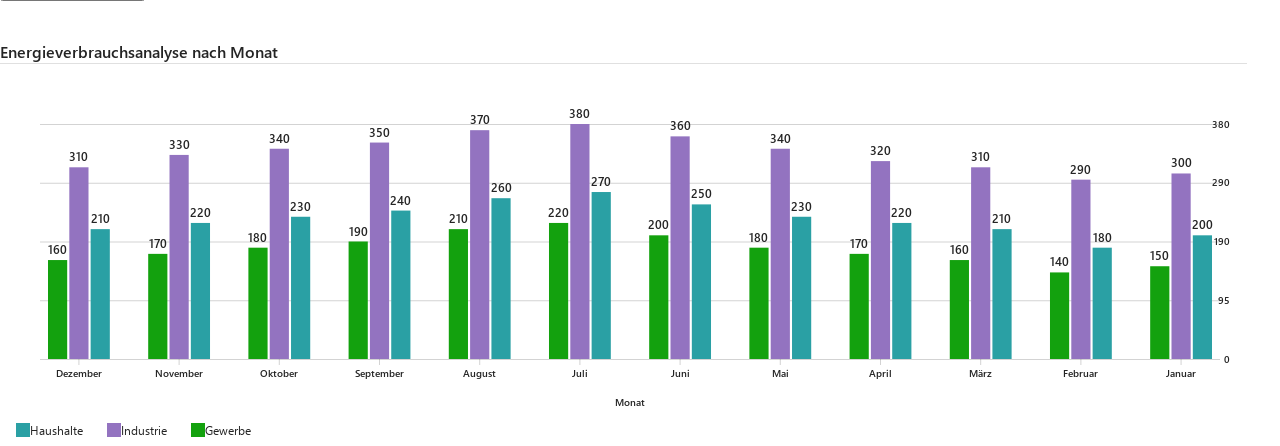 Energieverbrauchsanalyse nach Monat
160 310 210 170 330 220 180 340 230 190 350 240 210 370 260 220 380 270 200 360 250 180 340 230 170 320 220 160 310 210 140 290 180 150 300 200
380
290
190
95
0
Dezember November Oktober September August Juli Juni Mai April März Februar Januar
Monat
Haushalte Industrie Gewerbe